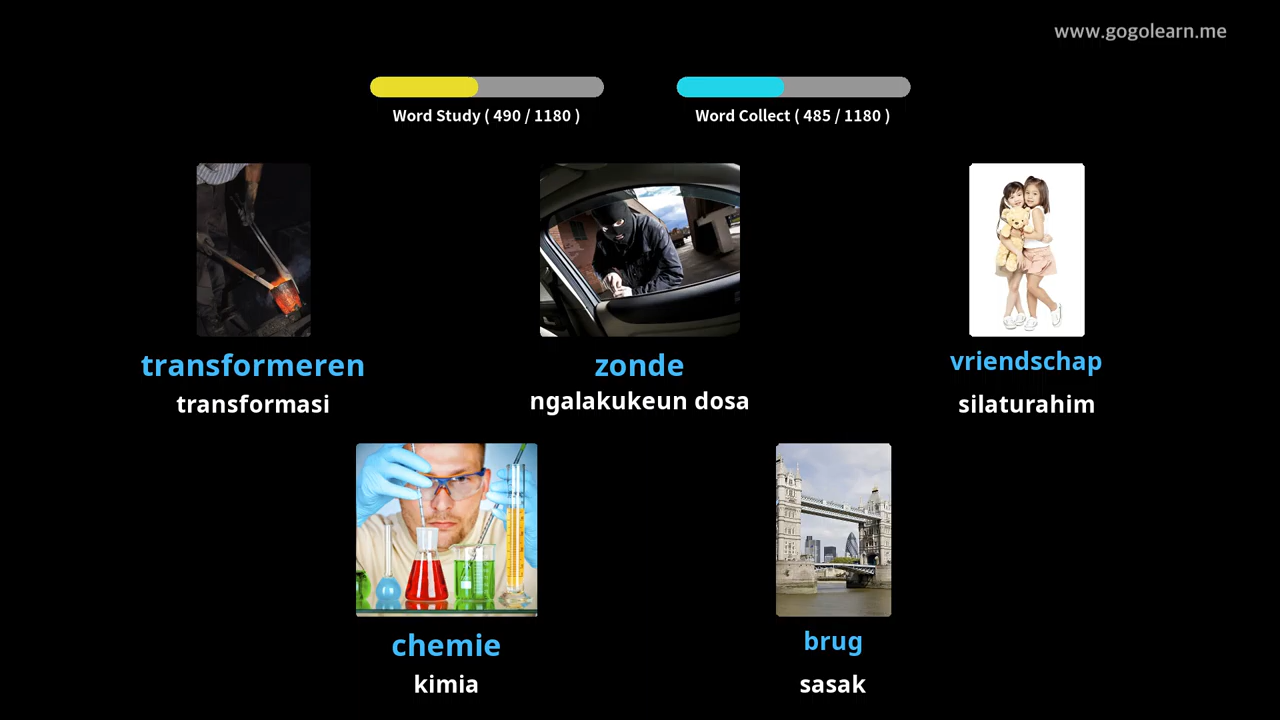 www.gogolearn.me
Word Study ( 490 / 1180 )
Word Collect ( 485 / 1180 )
transformeren
transformasi
zonde
ngalakukeun dosa
vriendschap
silaturahim
chemie
kimia
brug
sasak